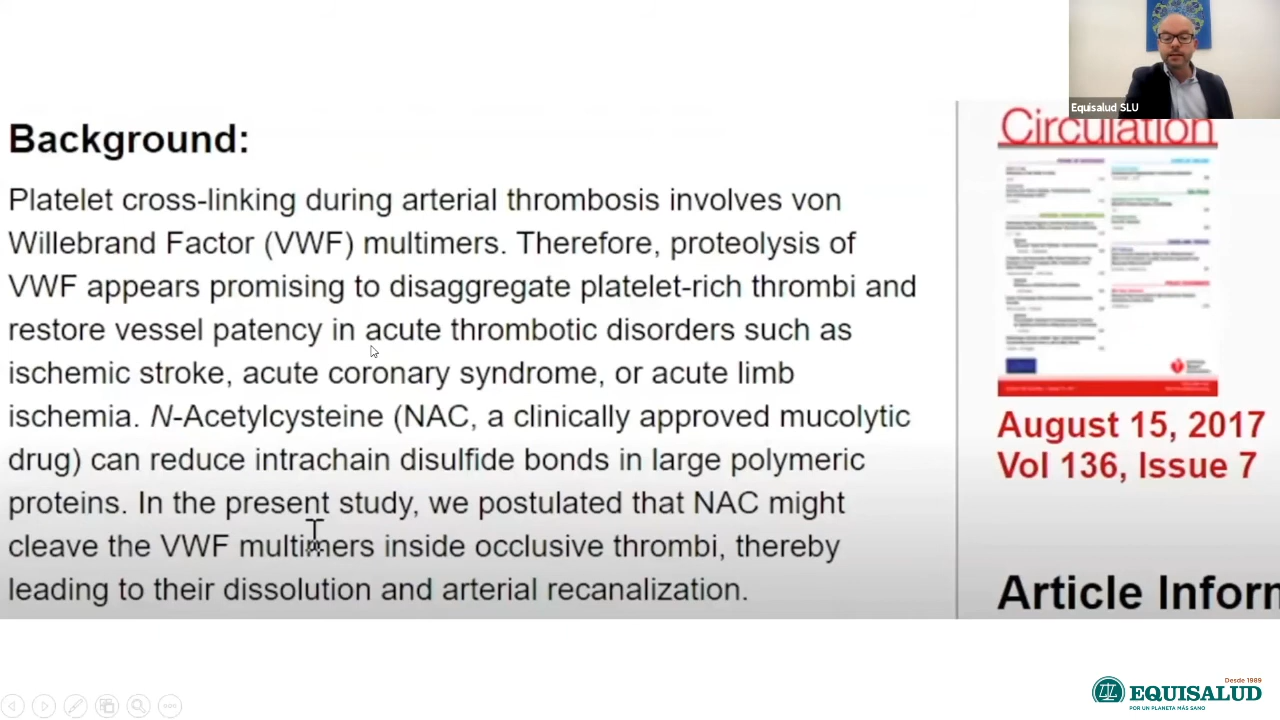 Equisalud SLU
Background:
Platelet cross-linking during arterial thrombosis involves von
Willebrand Factor (VWF) multimers. Therefore, proteolysis of
VWF appears promising to disaggregate platelet-rich thrombi and
restore vessel patency in acute thrombotic disorders such as
ischemic stroke, acute coronary syndrome, or acute limb
ischemia. N-Acetylcysteine (NAC, a clinically approved mucolytic
drug) can reduce intrachain disulfide bonds in large polymeric
proteins. In the present study, we postulated that NAC might
cleave the VWF multimers inside occlusive thrombi, thereby
leading to their dissolution and arterial recanalization.
Circulation
August 15, 2017
Vol 136, Issue 7
Article Inforn
Desde 1989
EQUISALUD
POR UN PLANETA MÁS SANO